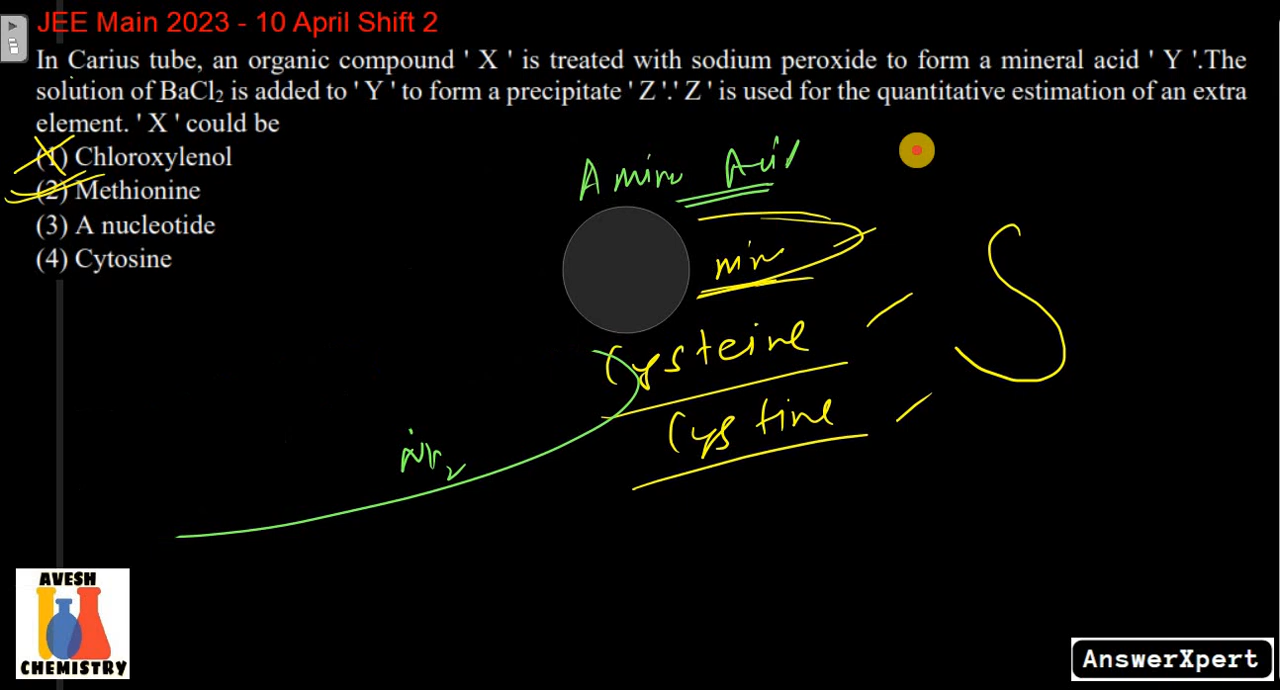 JEE Main 2023 - 10 April Shift 2
In Carius tube, an organic compound ' X ' is treated with sodium peroxide to form a mineral acid ' Y '.The
solution of BaCl₂ is added to ' Y ' to form a precipitate ' Z '.' Z ' is used for the quantitative estimation of an extra
element. ' X ' could be
(1) Chloroxylenol
(2) Methionine
(3) A nucleotide
(4) Cytosine
Amino Acid
Cysteine
S
Cystine
AVESH
CHEMISTRY
AnswerXpert